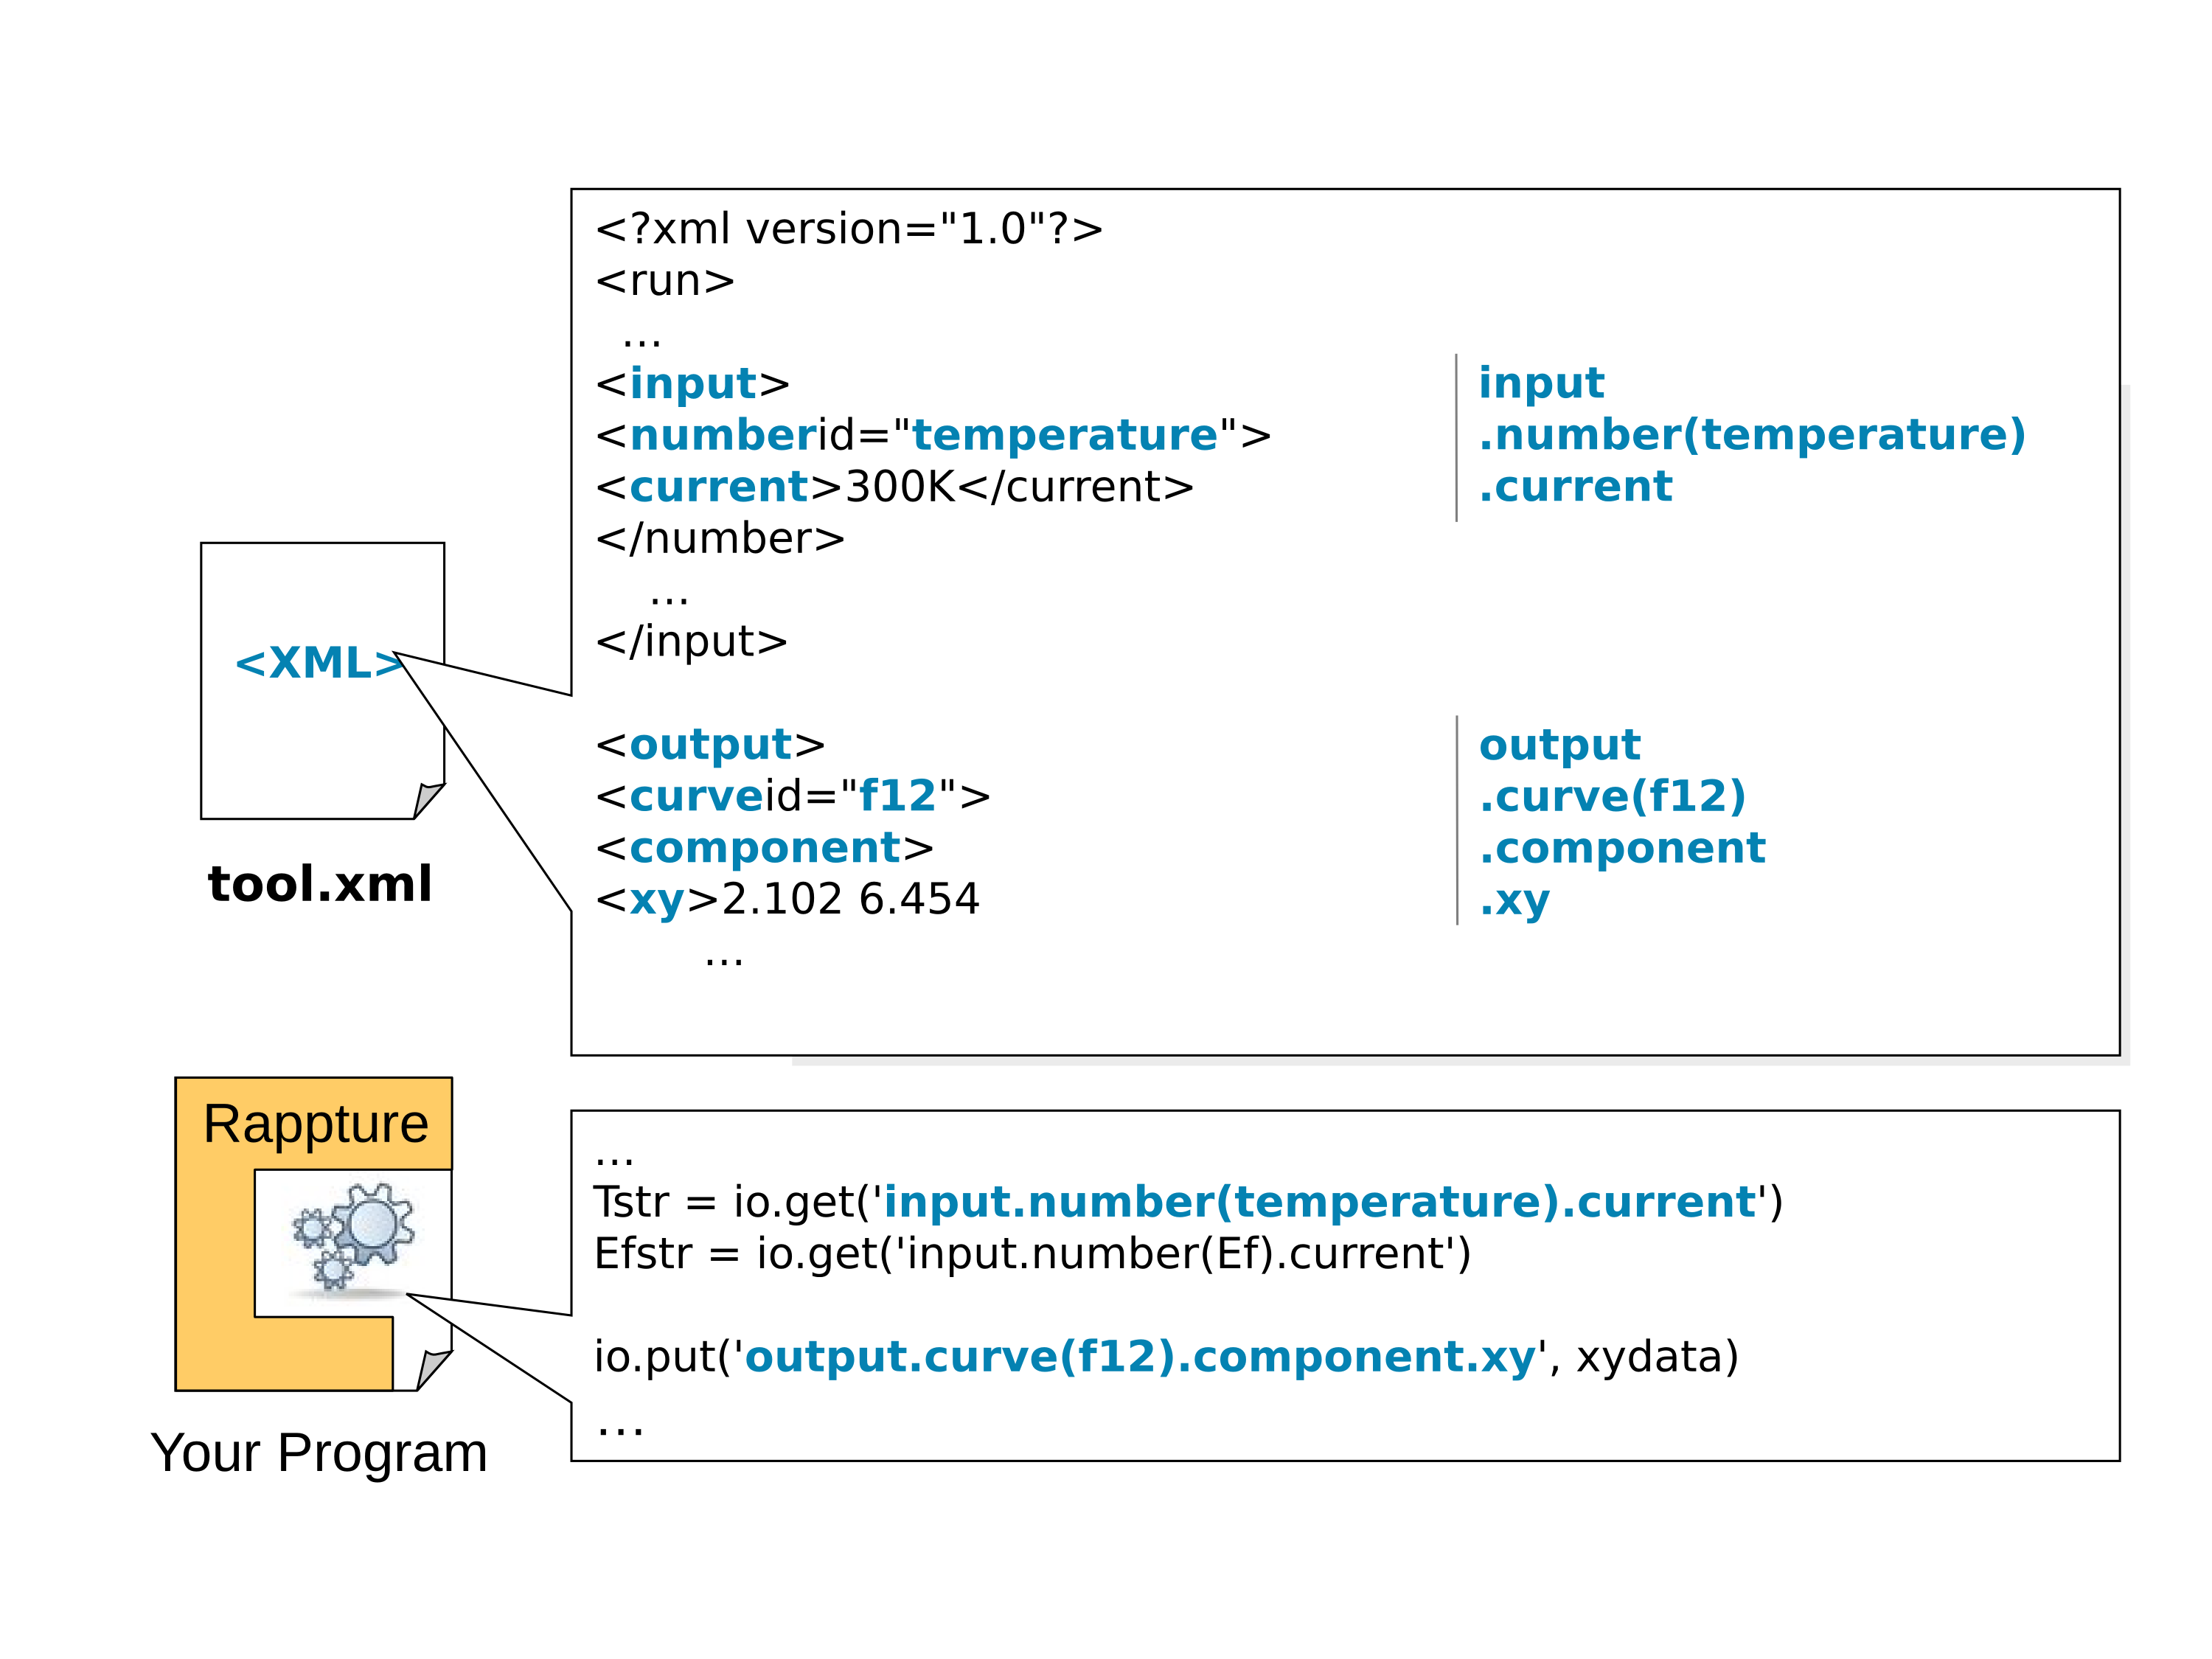 <?xml version="1.0"?>
<run>
...
<input>
<numberid="temperature">
<current>300K</current>
</number>
...
</input>
<output>
<curveid="f12">
<component>
<xy>2.102 6.454
...
input
.number(temperature)
.current
output
.curve(f12)
.component
.xy
<XML>
tool.xml
Rappture
Your Program
...
Tstr = io.get('input.number(temperature).current')
Efstr = io.get('input.number(Ef).current')
io.put('output.curve(f12).component.xy', xydata)
...